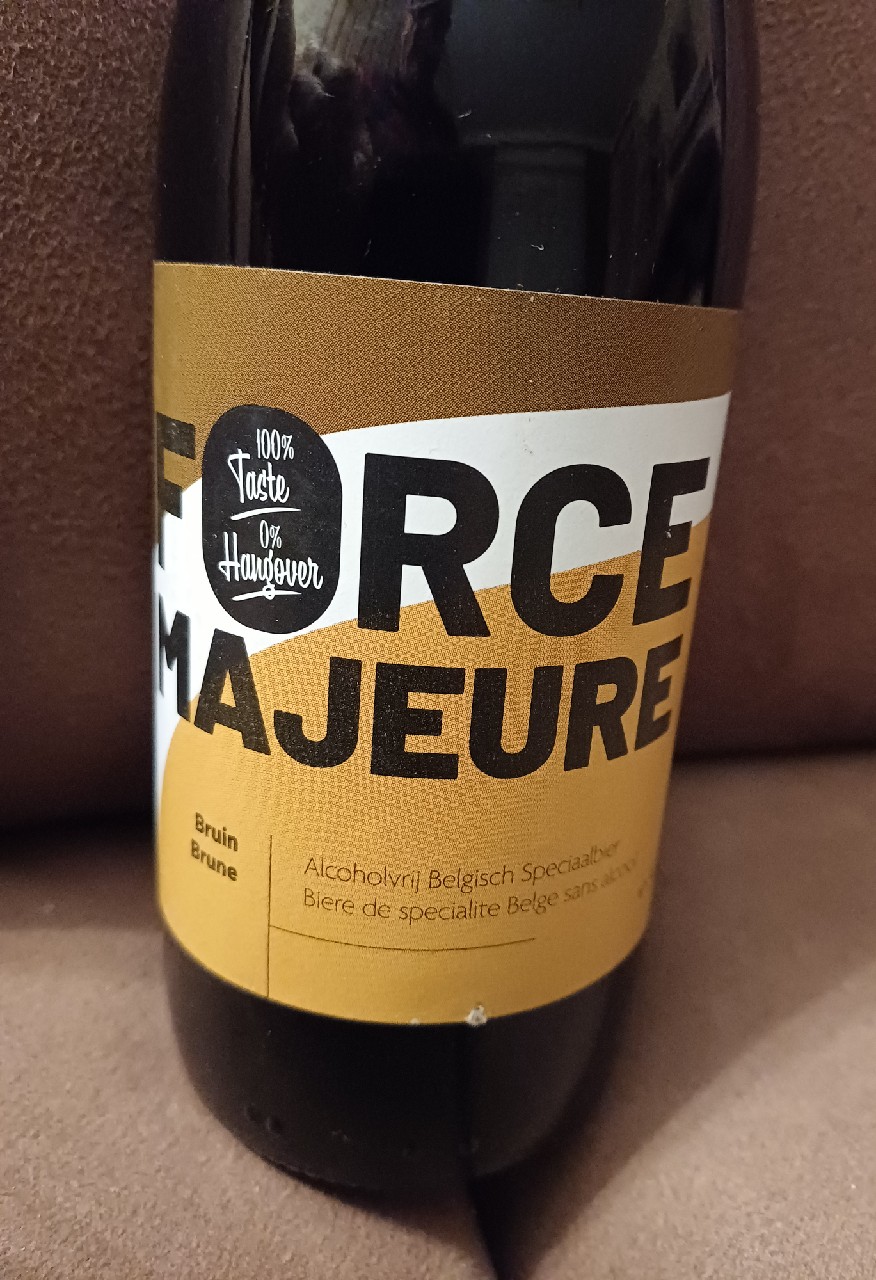 FORCE
100%
Taste
0%
Hangover
MAJEURE
Bruin
Brune
Alcoholvrij Belgisch Speciaalbier
Biere de specialite Belge sans alcool